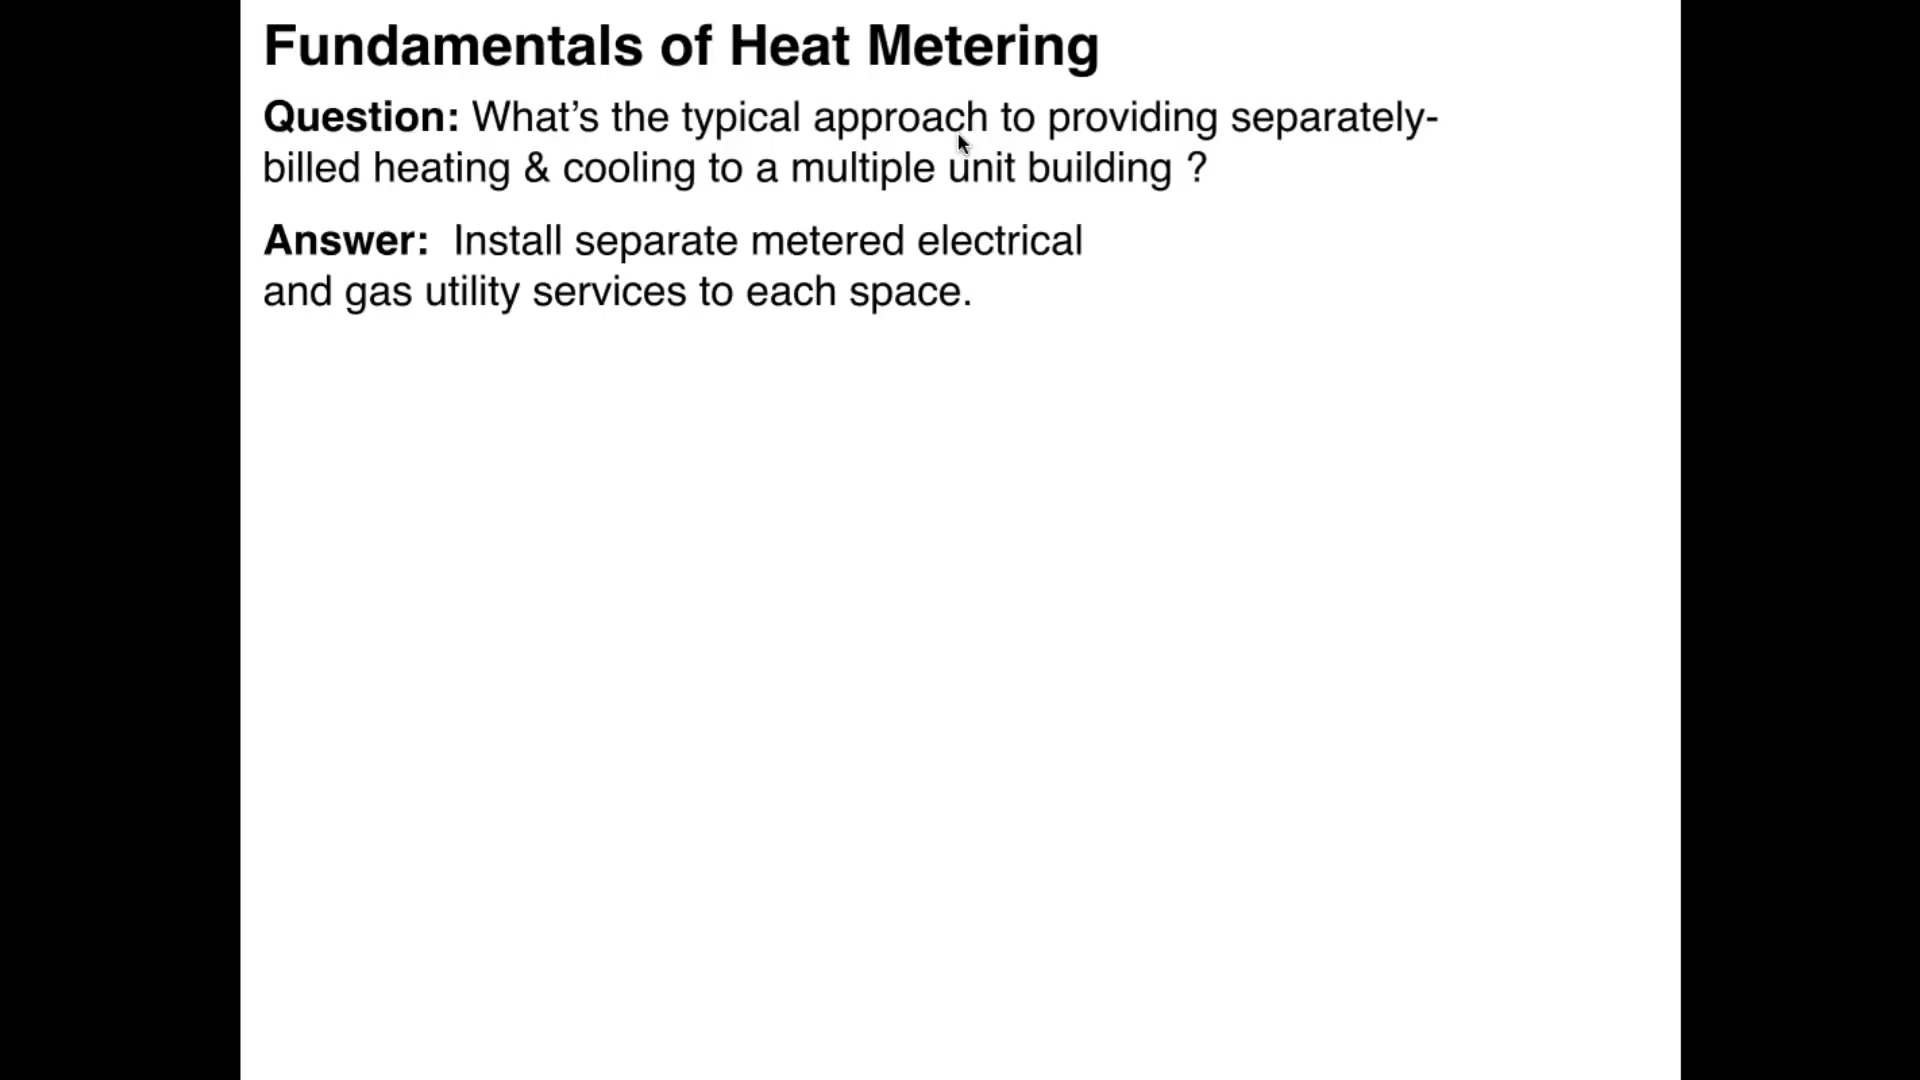 Fundamentals of Heat Metering
Question: What’s the typical approach to providing separately-
billed heating & cooling to a multiple unit building ?
Answer:  Install separate metered electrical
and gas utility services to each space.